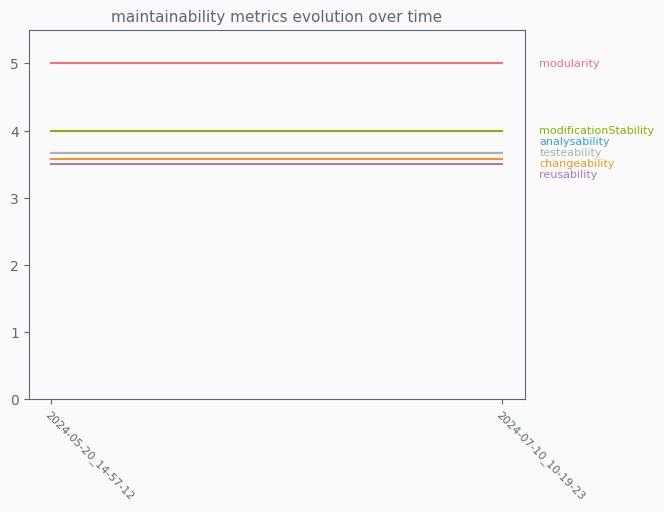 maintainability metrics evolution over time
5
4
3
2
1
0
modularity
modificationStability
analysability
testeability
changeability
reusability
2024-05-20_14-57-12
2024-07-10_10-19-23